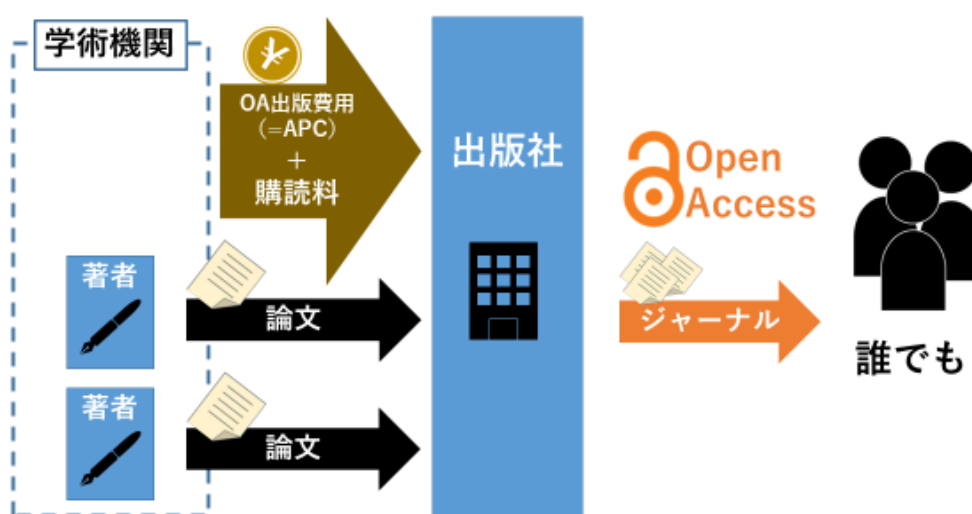 学術機関
OA出版費用
(=APC)
+
購読料
出版社
著者
論文
著者
論文
Open
Access
ジャーナル
誰でも